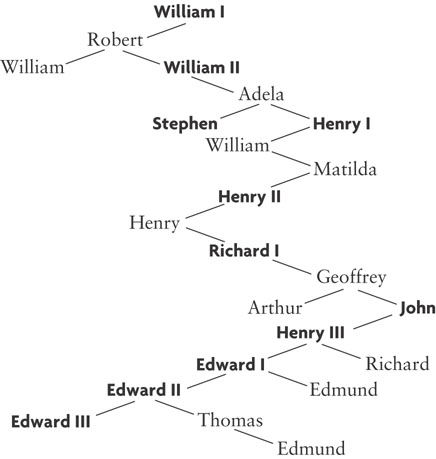 William I
Robert
William
William II
Adela
Stephen
Henry I
William
Matilda
Henry II
Henry
Richard I
Geoffrey
Arthur
John
Henry III
Edward I
Richard
Edward II
Edmund
Edward III
Thomas
Edmund